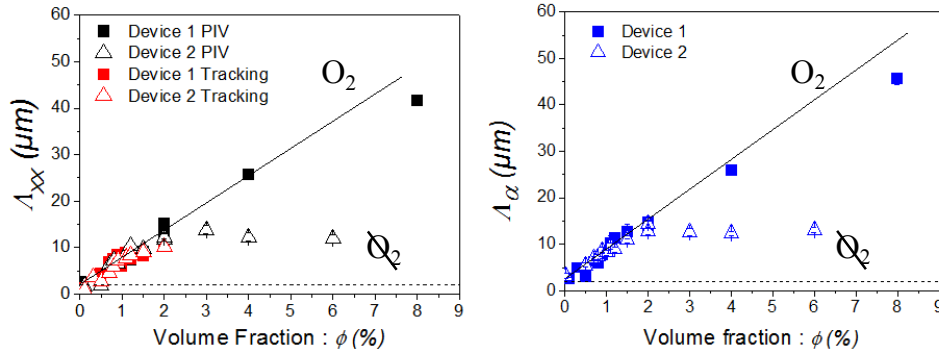 60
50
40
30
20
10
0
0 1 2 3 4 5 6 7 8 9
Λxx (µm)
Volume Fraction : ϕ (%)
Device 1 PIV
Device 2 PIV
Device 1 Tracking
Device 2 Tracking
O2
O2
60
50
40
30
20
10
0
0 1 2 3 4 5 6 7 8 9
Λα (µm)
Volume fraction : ϕ (%)
Device 1
Device 2
O2
O2